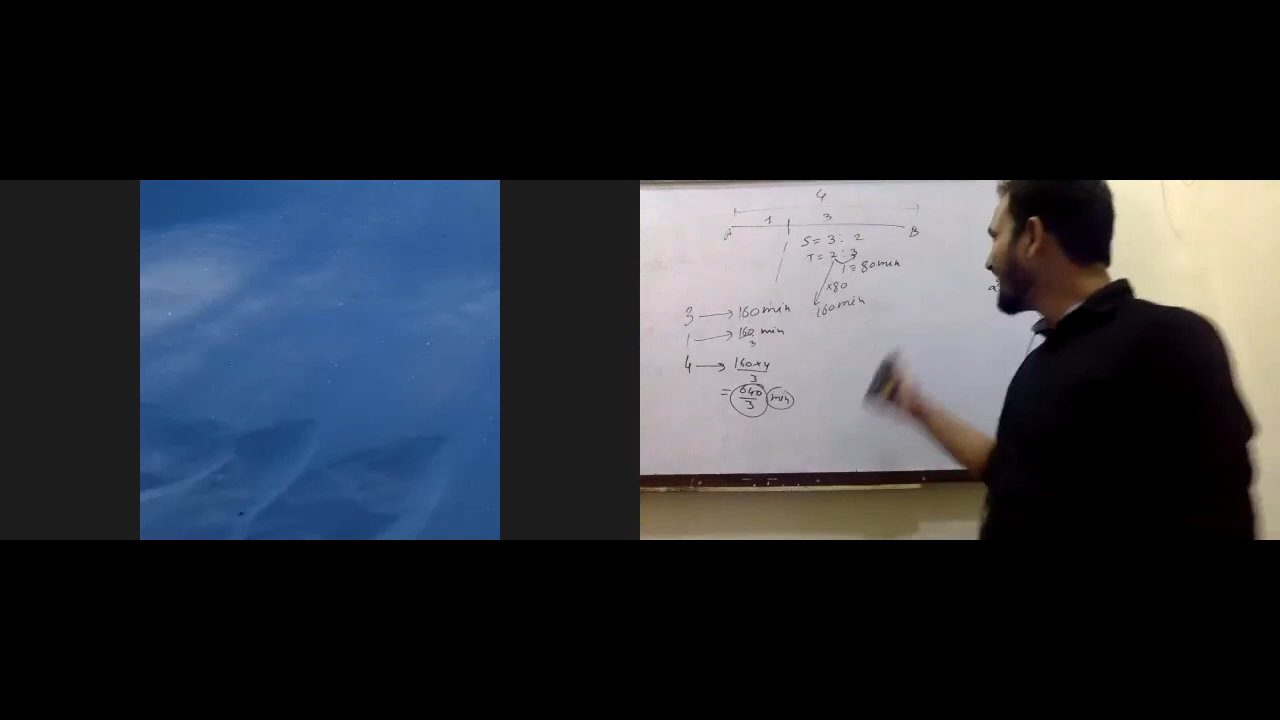 4
1 3
A B
S = 3 : 2
T = 2 : 3
1 = 80 min
×80
160 min
3 → 160 min
1 → 160/3 min
4 → 160×4/3
= 640/3 min